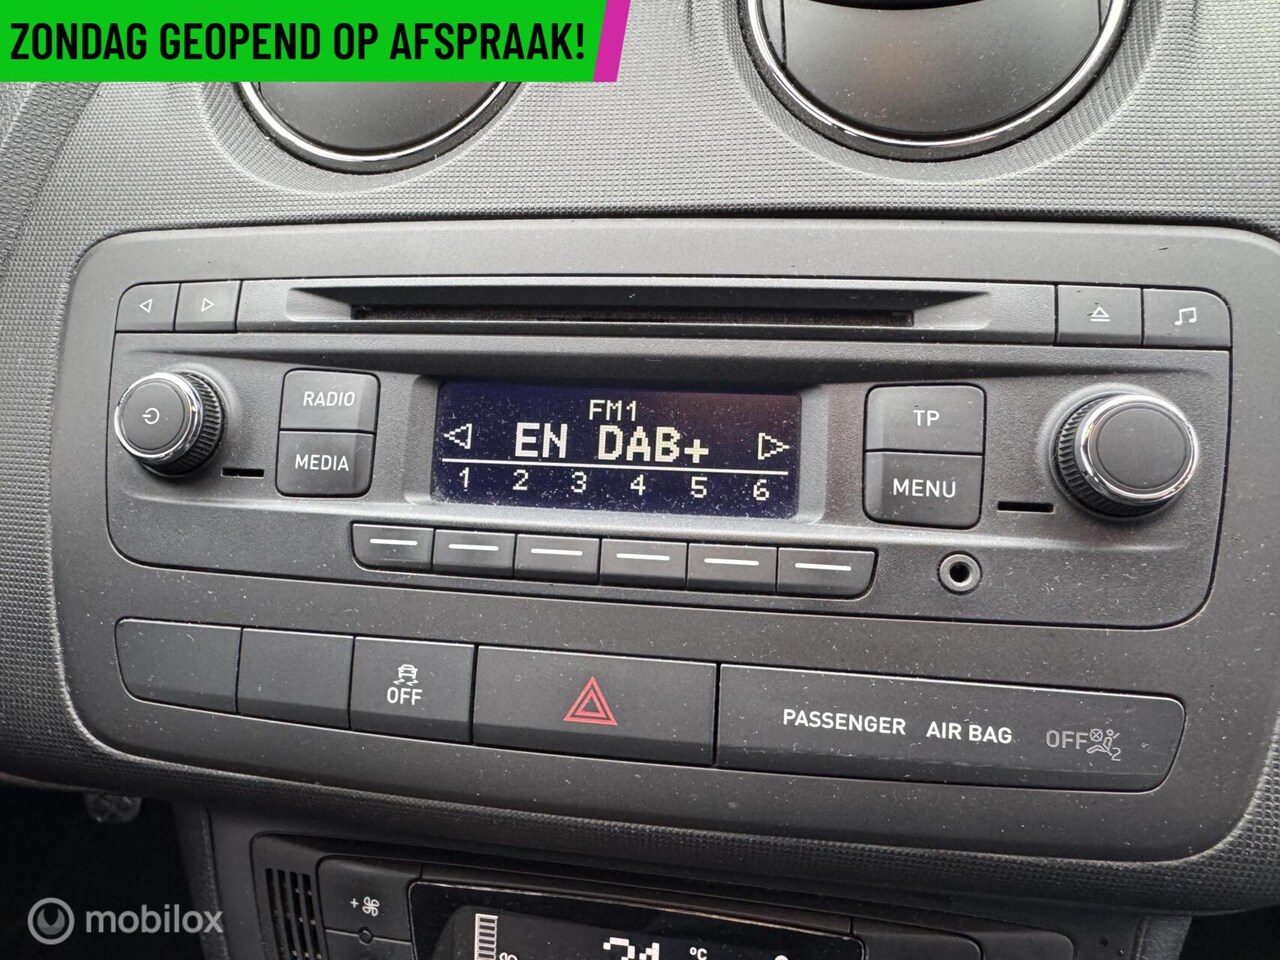 ZONDAG GEOPEND OP AFSPRAAK!
RADIO
MEDIA
FM1
EN DAB+
1 2 3 4 5 6
TP
MENU
OFF
PASSENGER AIR BAG OFF 2
+
°C
mobilox